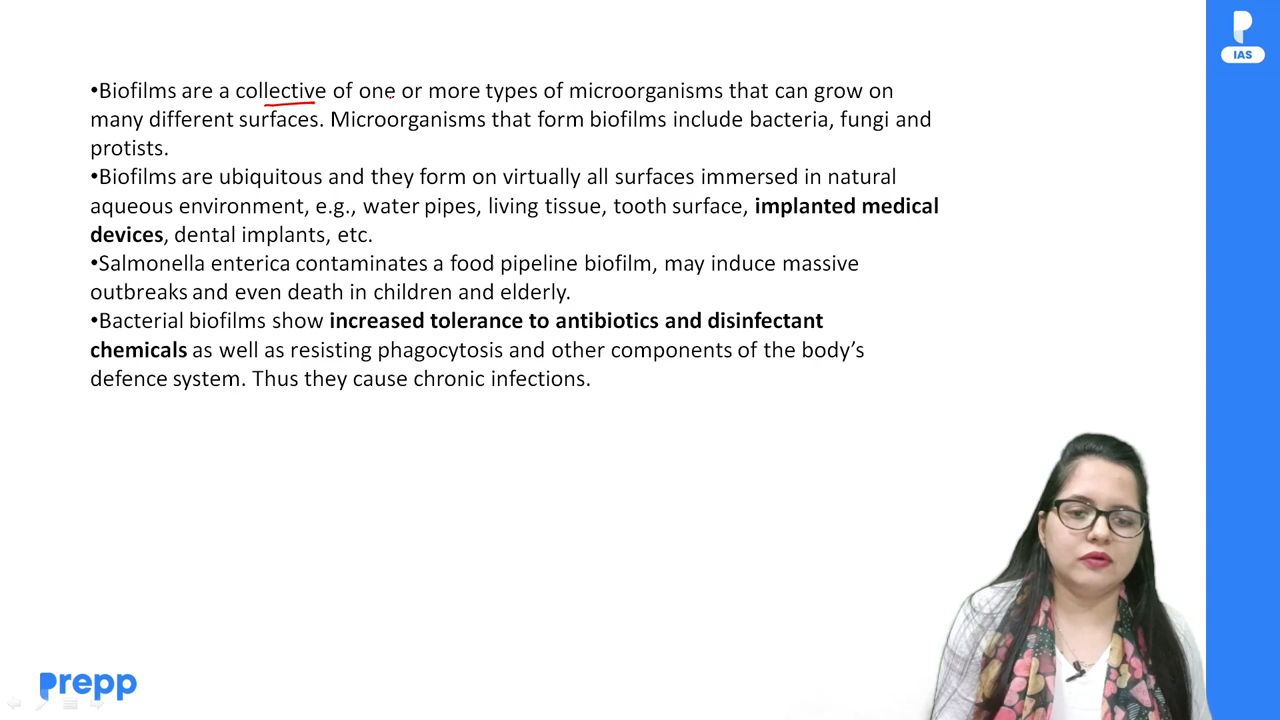 IAS
•Biofilms are a collective of one or more types of microorganisms that can grow on
many different surfaces. Microorganisms that form biofilms include bacteria, fungi and
protists.
•Biofilms are ubiquitous and they form on virtually all surfaces immersed in natural
aqueous environment, e.g., water pipes, living tissue, tooth surface, implanted medical
devices, dental implants, etc.
•Salmonella enterica contaminates a food pipeline biofilm, may induce massive
outbreaks and even death in children and elderly.
•Bacterial biofilms show increased tolerance to antibiotics and disinfectant
chemicals as well as resisting phagocytosis and other components of the body’s
defence system. Thus they cause chronic infections.
prepp